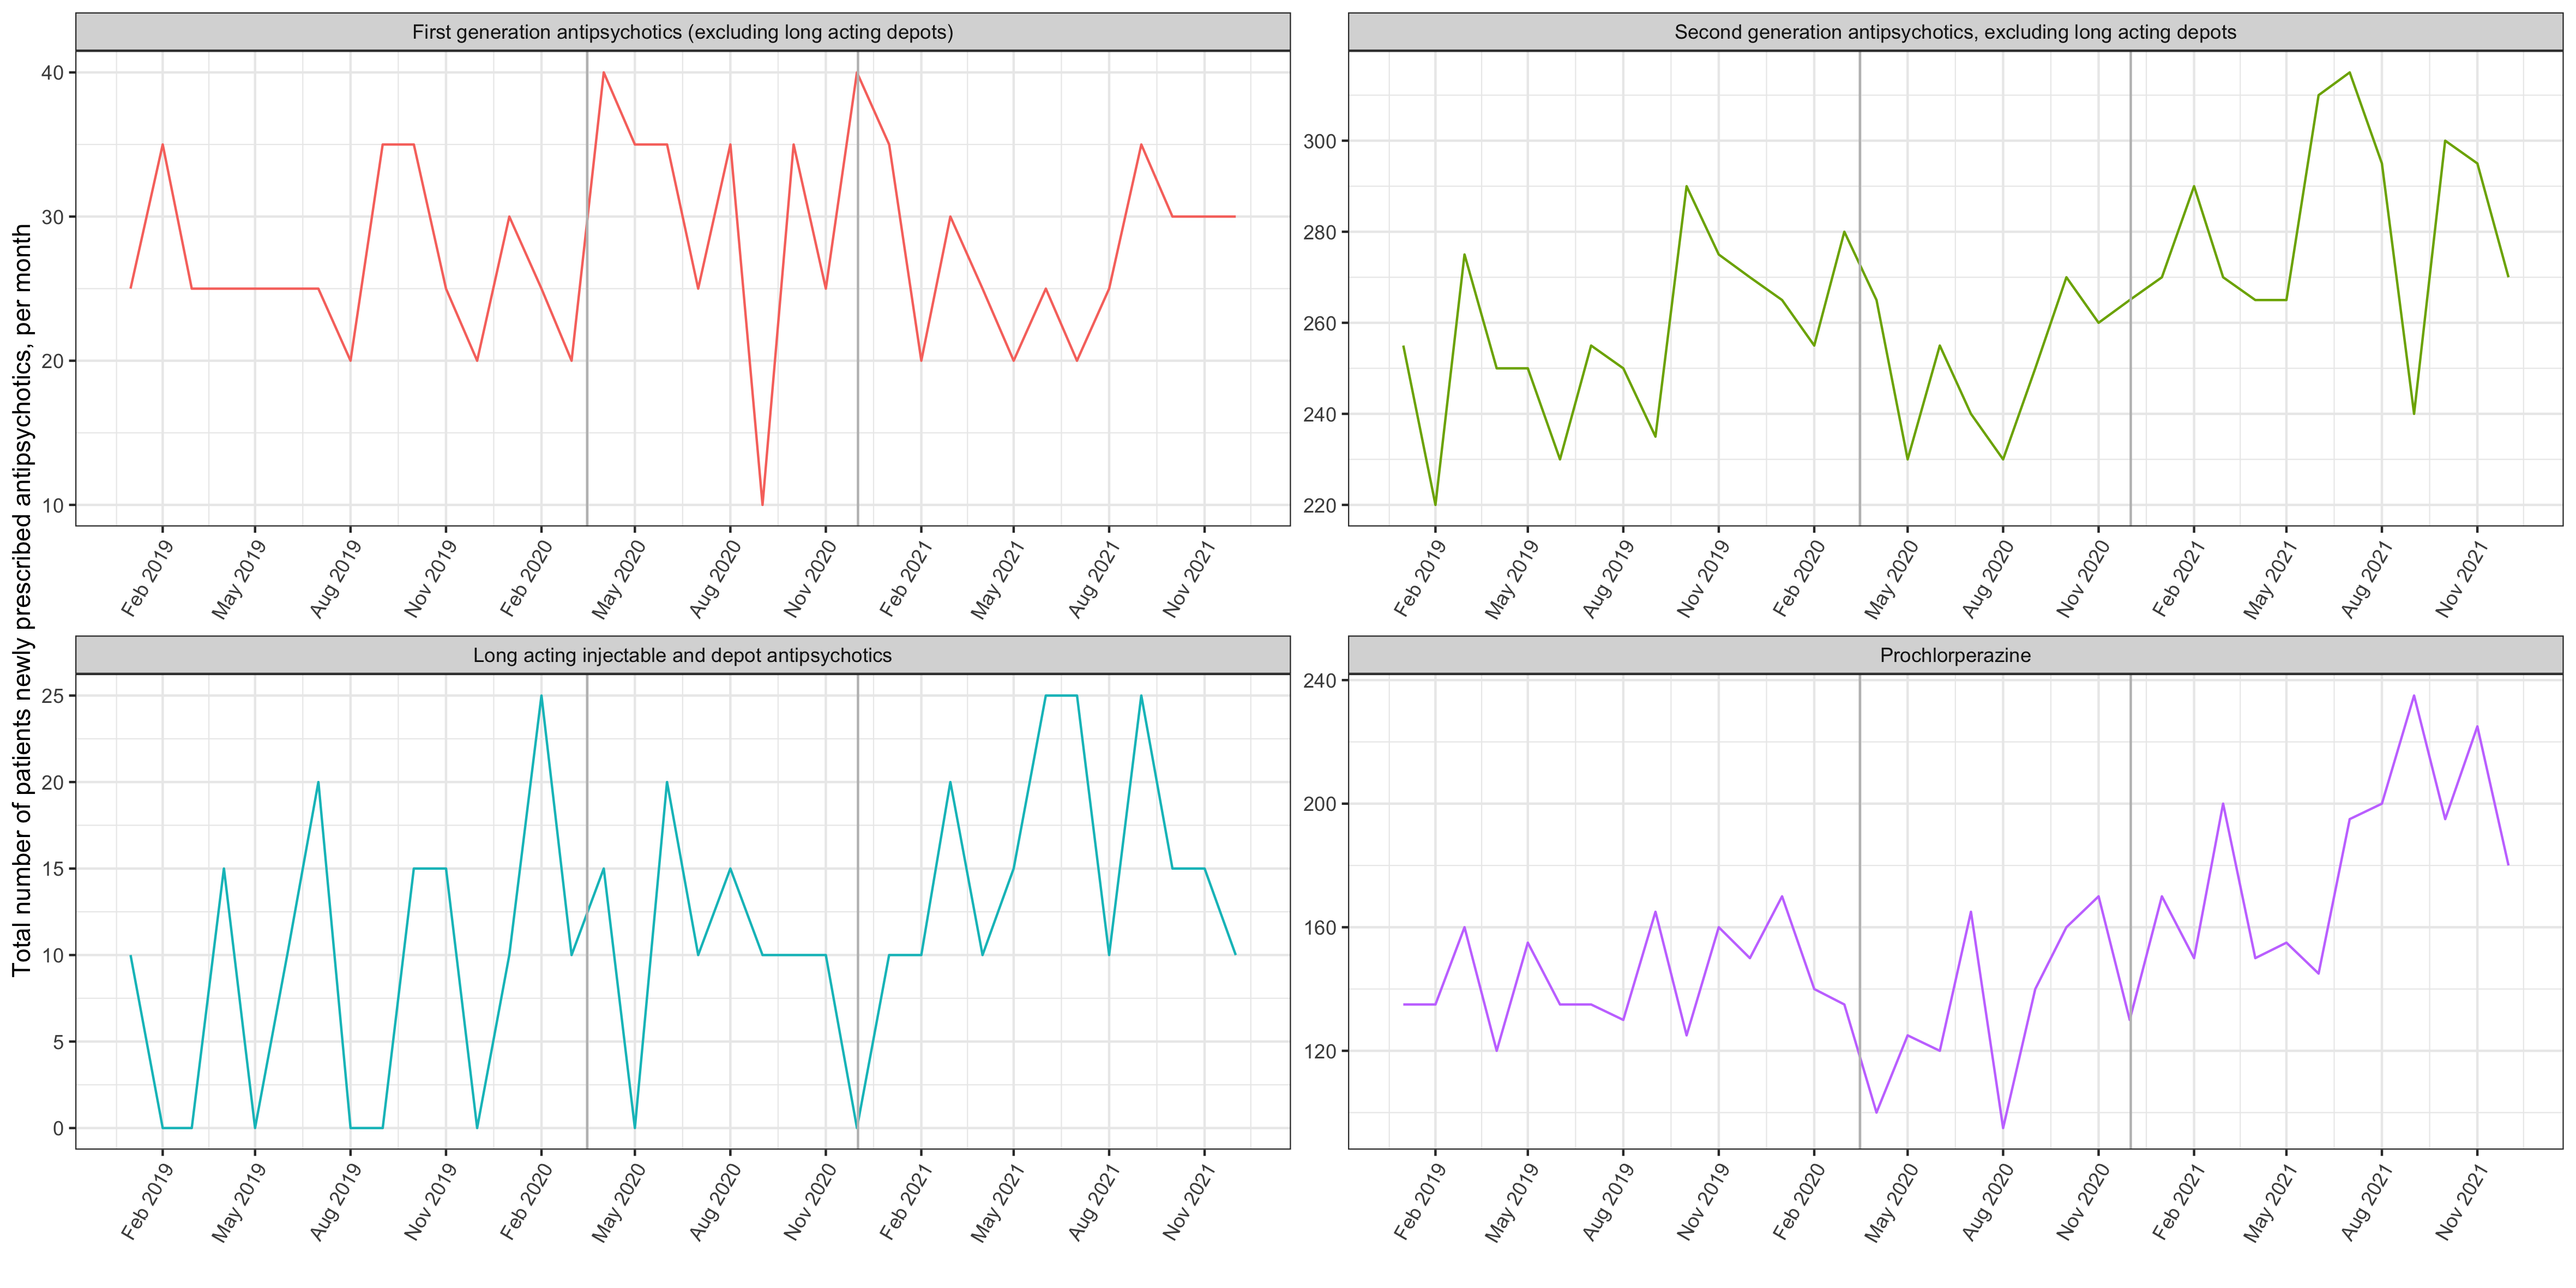 Total number of patients newly prescribed antipsychotics, per month
First generation antipsychotics (excluding long acting depots)
40
30
20
10
Feb 2019
May 2019
Aug 2019
Nov 2019
Feb 2020
May 2020
Aug 2020
Nov 2020
Feb 2021
May 2021
Aug 2021
Nov 2021
Second generation antipsychotics, excluding long acting depots
300
280
260
240
220
Feb 2019
May 2019
Aug 2019
Nov 2019
Feb 2020
May 2020
Aug 2020
Nov 2020
Feb 2021
May 2021
Aug 2021
Nov 2021
Long acting injectable and depot antipsychotics
25
20
15
10
5
0
Feb 2019
May 2019
Aug 2019
Nov 2019
Feb 2020
May 2020
Aug 2020
Nov 2020
Feb 2021
May 2021
Aug 2021
Nov 2021
Prochlorperazine
240
200
160
120
Feb 2019
May 2019
Aug 2019
Nov 2019
Feb 2020
May 2020
Aug 2020
Nov 2020
Feb 2021
May 2021
Aug 2021
Nov 2021